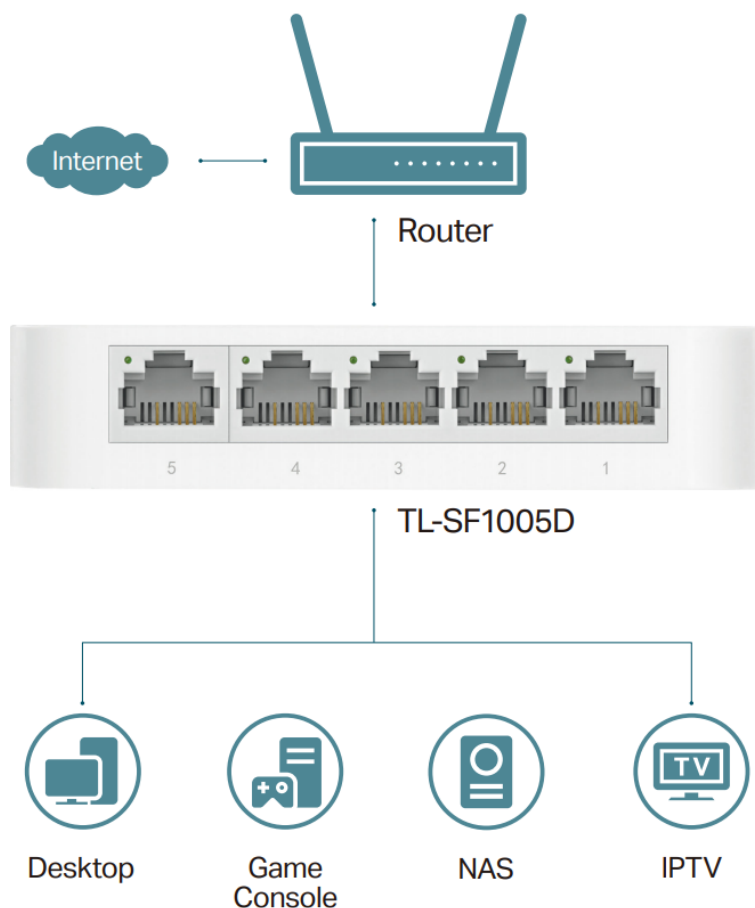 Internet
Router
5 4 3 2 1
TL-SF1005D
TV
Desktop
Game
Console
NAS
IPTV